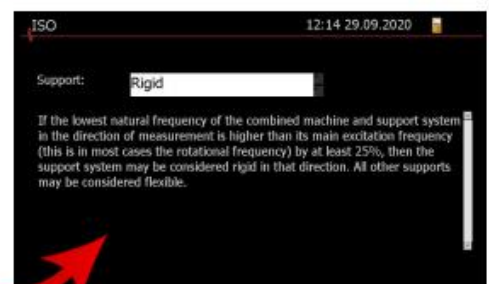 ISO 12:14 29.09.2020
Support: Rigid
If the lowest natural frequency of the combined machine and support system
in the direction of measurement is higher than its main excitation frequency
(this is in most cases the rotational frequency) by at least 25%, then the
support system may be considered rigid in that direction. All other supports
may be considered flexible.